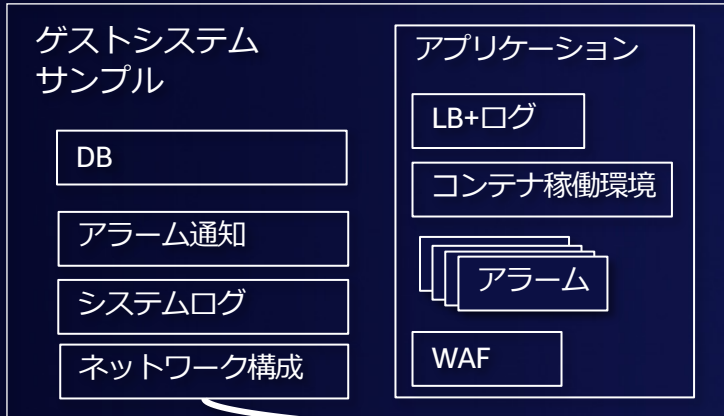 ゲストシステム
サンプル
DB
アラーム通知
システムログ
ネットワーク構成
アプリケーション
LB+ログ
コンテナ稼働環境
アラーム
WAF